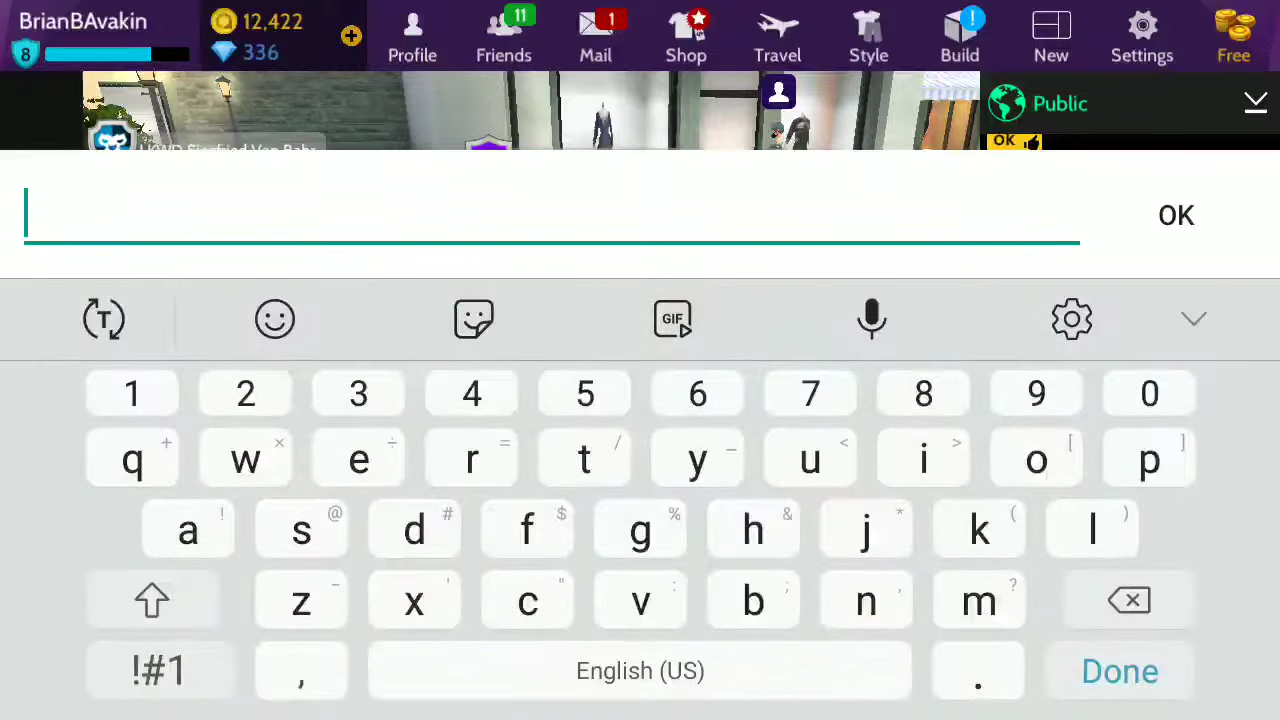 BrianBAvakin
8
12,422
336
Profile
11
Friends
1
Mail
Shop
Travel
Style
!
Build
New
Settings
Free
Public
OK
OK
T
GIF
1 2 3 4 5 6 7 8 9 0
q + w × e ÷ r = t / y _ u < i > o [ p ]
a ! s @ d # f $ g % h & j * k ( l )
z - x ' c " v : b ; n , m ?
!#1 , English (US) . Done